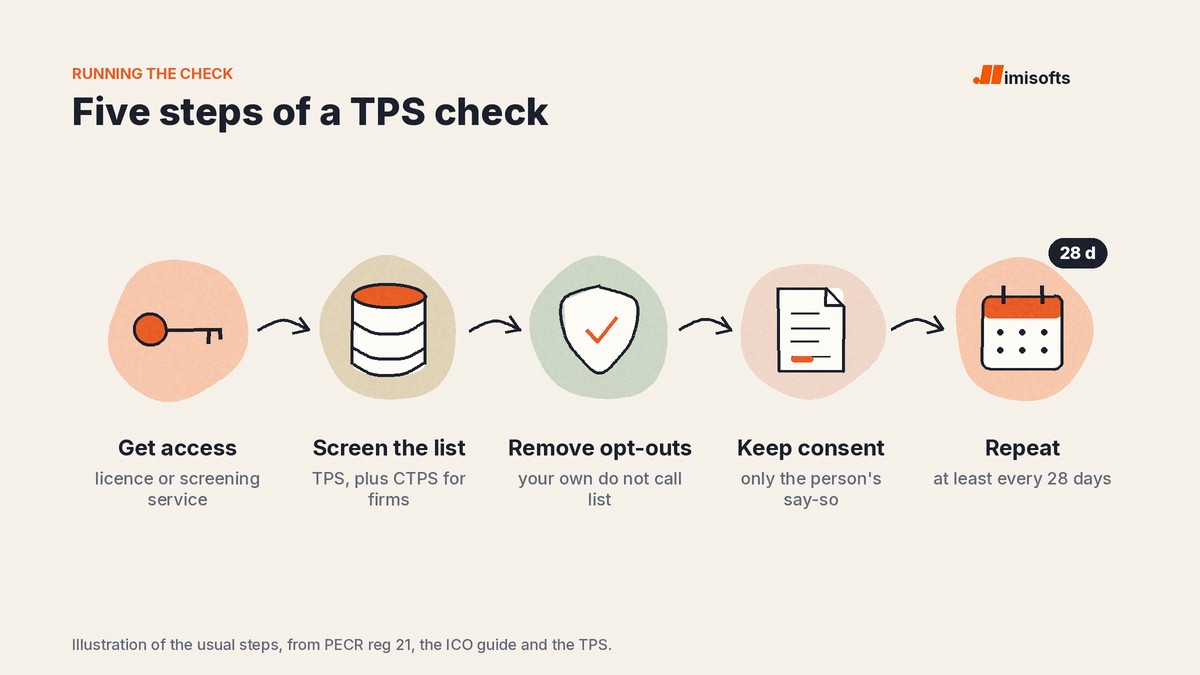 RUNNING THE CHECK
imisofts
Five steps of a TPS check
28 d
Get access
licence or screening
service
Screen the list
TPS, plus CTPS for
firms
Remove opt-outs
your own do not call
list
Keep consent
only the person's
say-so
Repeat
at least every 28 days
Illustration of the usual steps, from PECR reg 21, the ICO guide and the TPS.